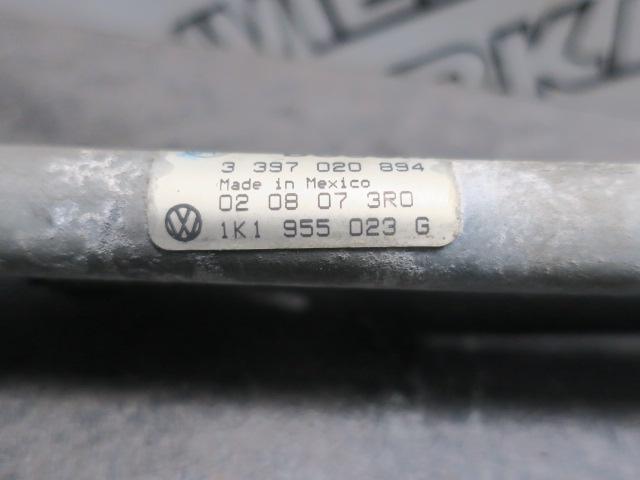 3 397 020 894
Made in Mexico
02 08 07 3R0
1K1 955 023 G